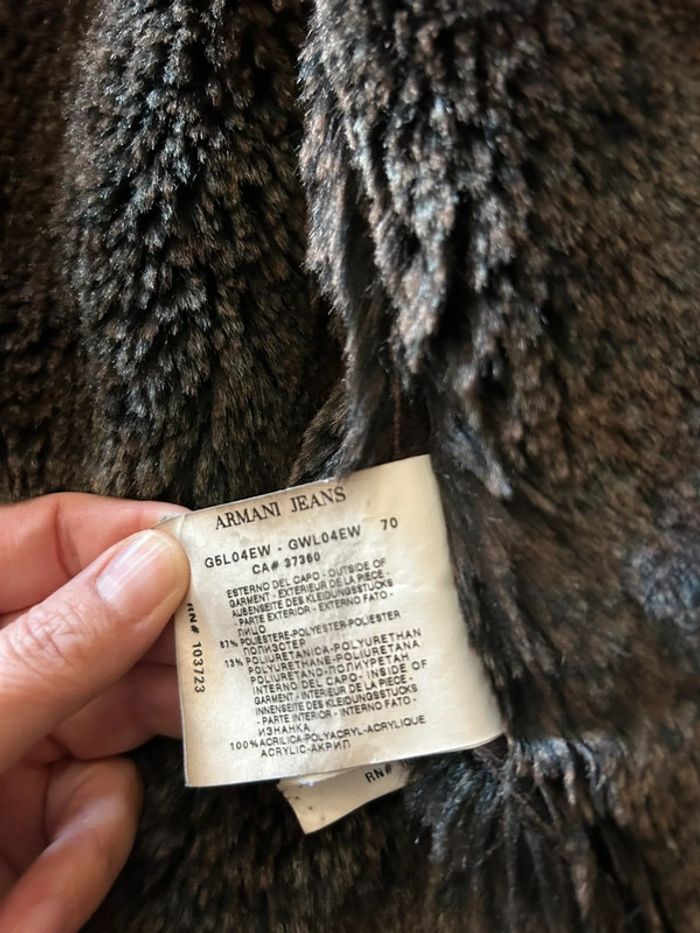 ARMANI JEANS
G5L04EW - GWL04EW 70
CA# 37360
ESTERNO DEL CAPO - OUTSIDE OF
GARMENT - EXTERIEUR DE LA PIECE -
AUBENSEITE DES KLEIDUNGSSTUCKS
- PARTE EXTERIOR - EXTERNO FATO -
ЛИЦО
87% POLIESTERE-POLYESTER-POLIESTER
ПОЛИЭСТЕР
13% POLIURETANICA-POLYURETHAN
POLYURETHANE-POLIURETANA
POLIURETANO-ПОЛИУРЕТАН
INTERNO DEL CAPO - INSIDE OF
GARMENT - INTERIEUR DE LA PIECE -
INNENSEITE DES KLEIDUNGSSTUCKS
- PARTE INTERIOR - INTERNO FATO -
ИЗНАНКА
100% ACRILICA-POLYACRYL-ACRYLIQUE
ACRYLIC-АКРИЛ
RN# 103723
RN#